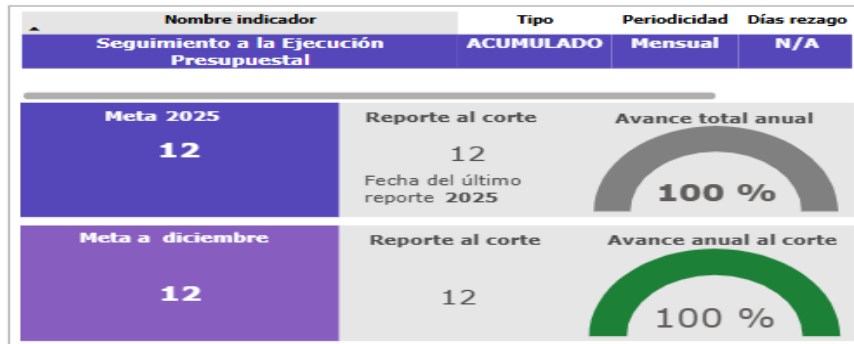 Nombre indicador Tipo Periodicidad Días rezago
Seguimiento a la Ejecución Presupuestal ACUMULADO Mensual N/A
Meta 2025 Reporte al corte Avance total anual
12 12 100 %
Fecha del último
reporte 2025
Meta a diciembre Reporte al corte Avance anual al corte
12 12 100 %